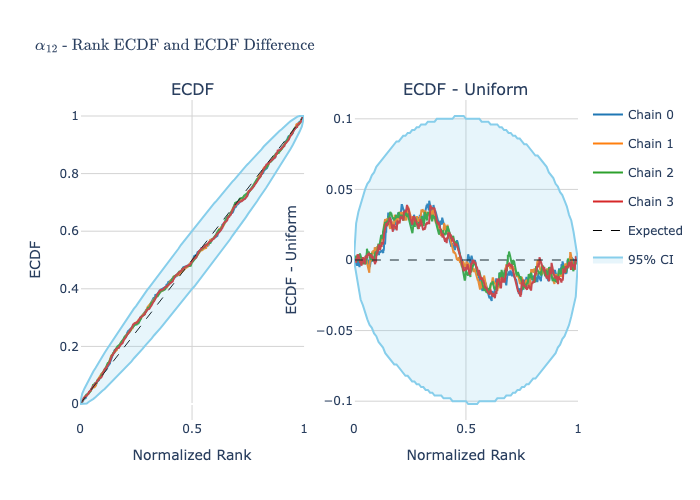 α₁₂ - Rank ECDF and ECDF Difference
ECDF
ECDF - Uniform
ECDF
1
0.8
0.6
0.4
0.2
0
0
0.5
1
Normalized Rank
ECDF - Uniform
0.1
0.05
0
−0.05
−0.1
0
0.5
1
Normalized Rank
Chain 0
Chain 1
Chain 2
Chain 3
Expected
95% CI